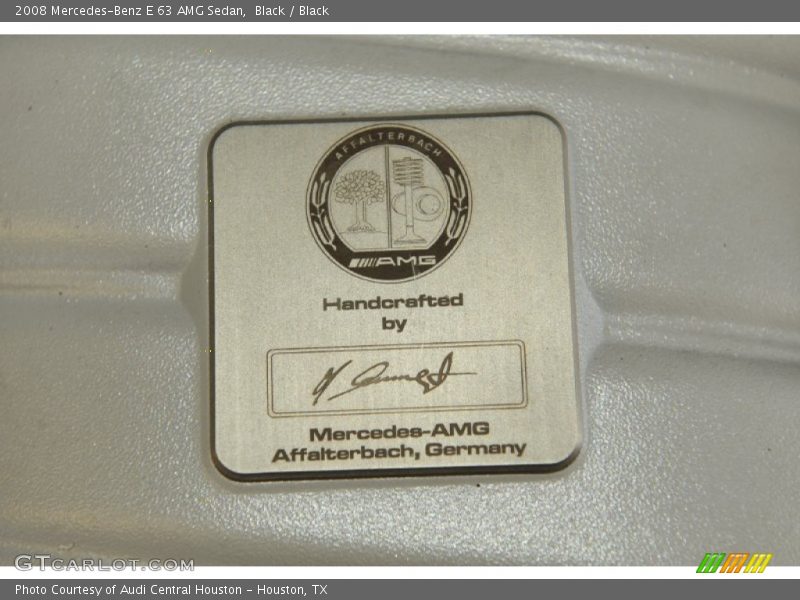 2008 Mercedes-Benz E 63 AMG Sedan,  Black / Black
AFFALTERBACH
AMG
Handcrafted
by
Mercedes-AMG
Affalterbach, Germany
GTCARLOT.COM
Photo Courtesy of Audi Central Houston - Houston, TX